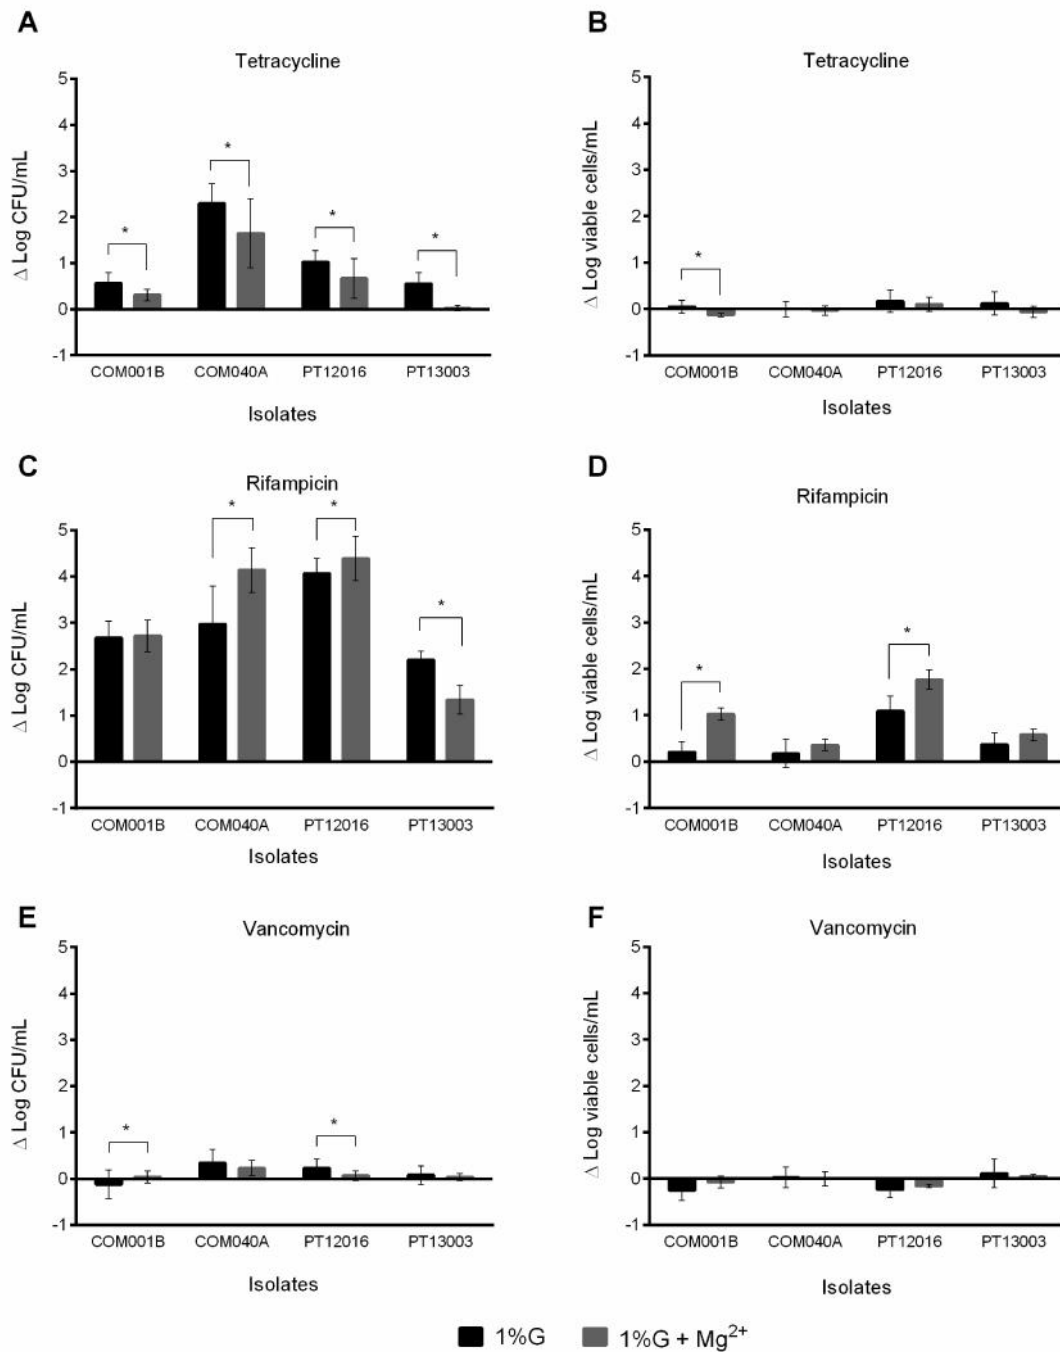 A
Tetracycline
Δ Log CFU/mL
5
4
3
2
1
0
-1
*
*
*
*
COM001B COM040A PT12016 PT13003
Isolates
B
Tetracycline
Δ Log viable cells/mL
5
4
3
2
1
0
-1
*
COM001B COM040A PT12016 PT13003
Isolates
C
Rifampicin
Δ Log CFU/mL
5
4
3
2
1
0
-1
*
*
*
COM001B COM040A PT12016 PT13003
Isolates
D
Rifampicin
Δ Log viable cells/mL
5
4
3
2
1
0
-1
*
*
COM001B COM040A PT12016 PT13003
Isolates
E
Vancomycin
Δ Log CFU/mL
5
4
3
2
1
0
-1
*
*
COM001B COM040A PT12016 PT13003
Isolates
F
Vancomycin
Δ Log viable cells/mL
5
4
3
2
1
0
-1
COM001B COM040A PT12016 PT13003
Isolates
1%G 1%G + Mg²⁺